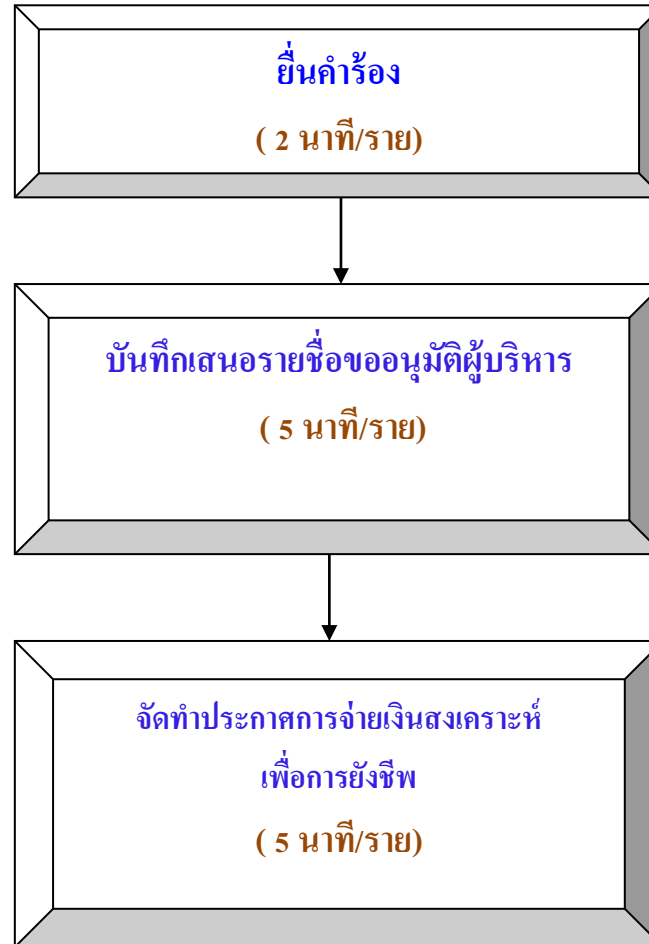 ยื่นคำร้อง
( 2 นาที/ราย)
บันทึกเสนอรายชื่อขออนุมัติผู้บริหาร
( 5 นาที/ราย)
จัดทำประกาศการจ่ายเงินสงเคราะห์
เพื่อการยังชีพ
( 5 นาที/ราย)